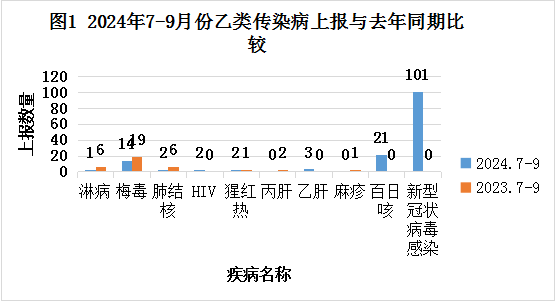 图1 2024年7-9月份乙类传染病上报与去年同期比
较
上报数量
120
100
80
60
40
20
0
1 6
14 19
2 6
2 0
2 1
0 2
3 0
0 1
21 0
101 0
淋病
梅毒
肺结
核
HIV
猩红
热
丙肝
乙肝
麻疹
百日
咳
新型
冠状
病毒
感染
疾病名称
2024.7-9
2023.7-9